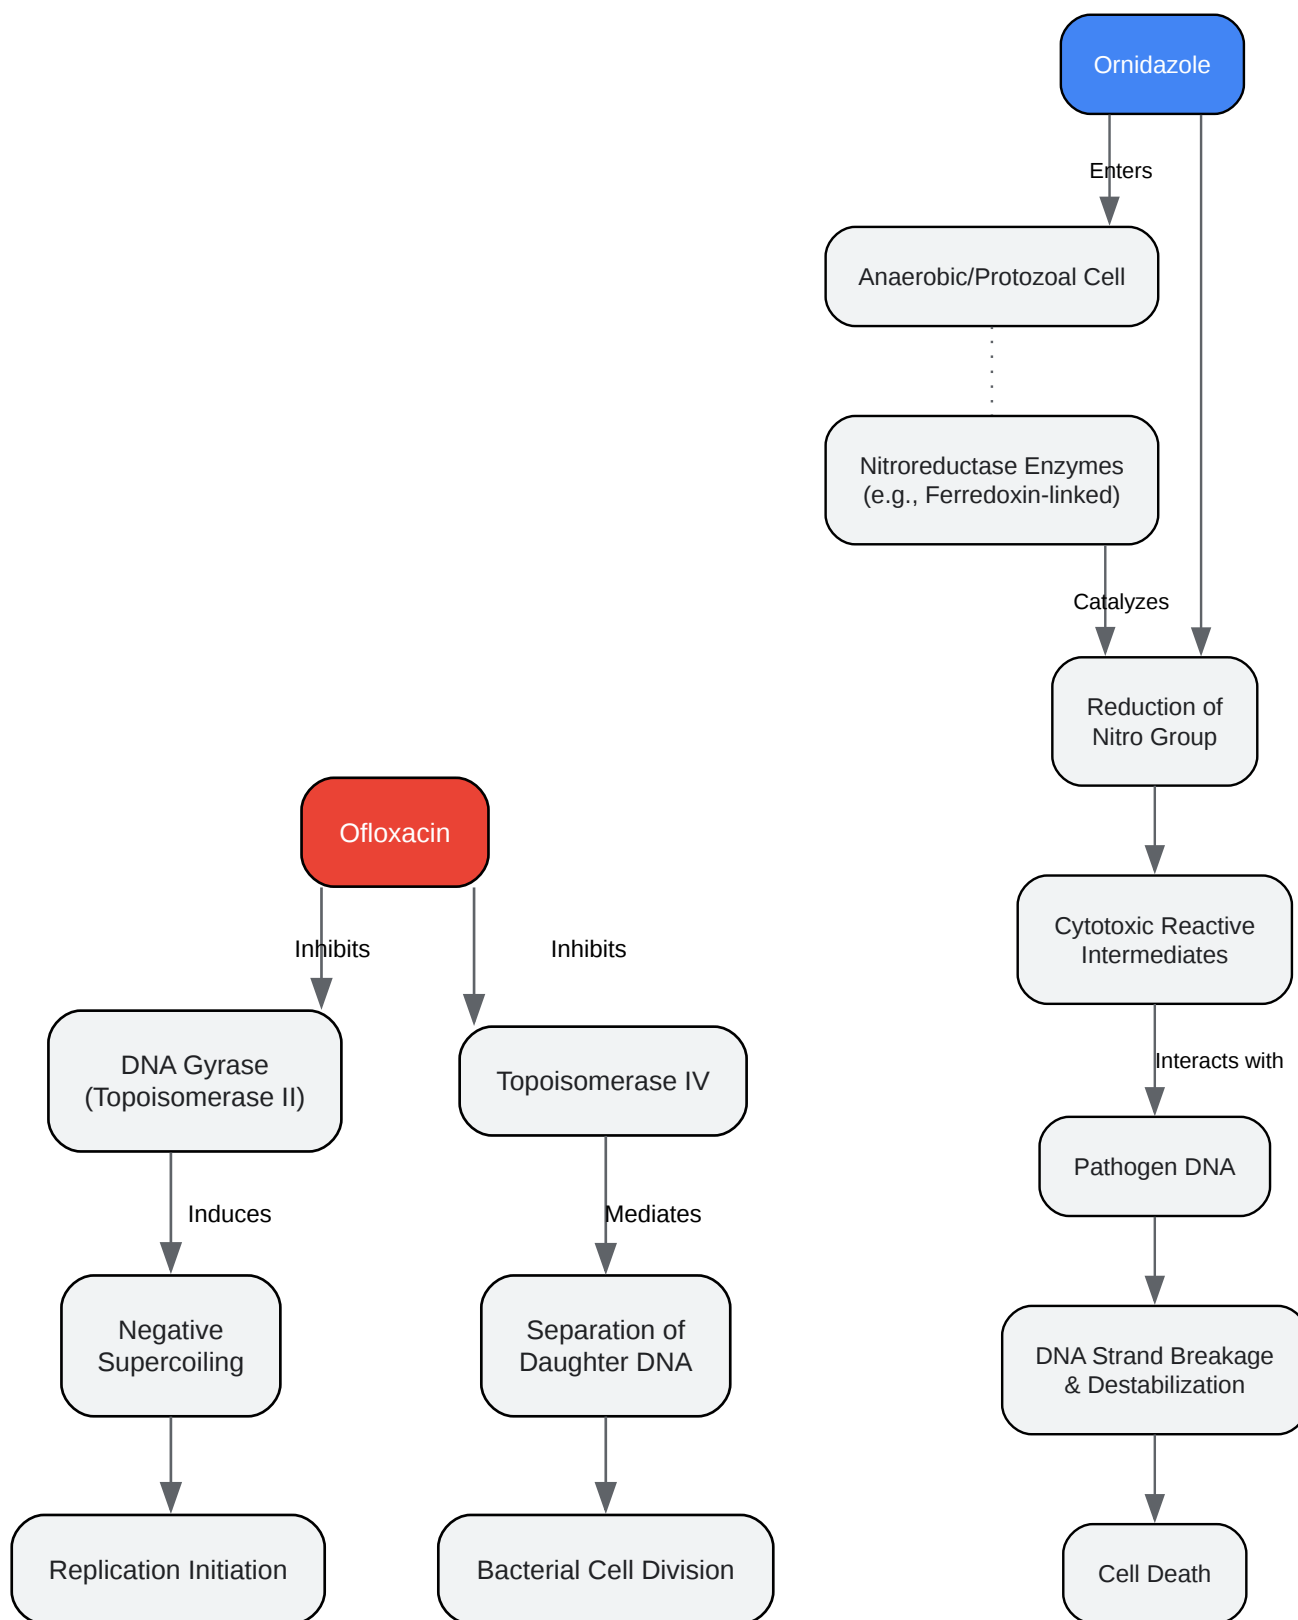 Ornidazole
Enters
Anaerobic/Protozoal Cell
Nitroreductase Enzymes
(e.g., Ferredoxin-linked)
Catalyzes
Reduction of
Nitro Group
Cytotoxic Reactive
Intermediates
Interacts with
Pathogen DNA
DNA Strand Breakage
& Destabilization
Cell Death
Ofloxacin
Inhibits
Inhibits
DNA Gyrase
(Topoisomerase II)
Topoisomerase IV
Induces
Mediates
Negative
Supercoiling
Separation of
Daughter DNA
Replication Initiation
Bacterial Cell Division